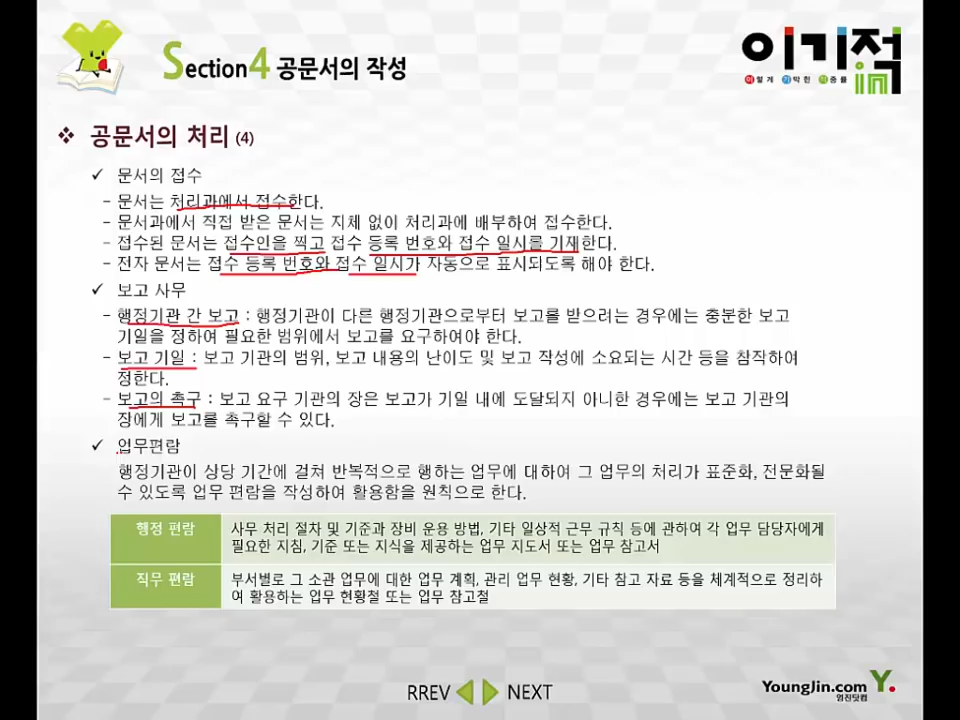 Section4 공문서의 작성
이기적in
이렇게 기막힌 적중률
❖ 공문서의 처리 (4)
✓ 문서의 접수
- 문서는 처리과에서 접수한다.
- 문서과에서 직접 받은 문서는 지체 없이 처리과에 배부하여 접수한다.
- 접수된 문서는 접수인을 찍고 접수 등록 번호와 접수 일시를 기재한다.
- 전자 문서는 접수 등록 번호와 접수 일시가 자동으로 표시되도록 해야 한다.
✓ 보고 사무
- 행정기관 간 보고 : 행정기관이 다른 행정기관으로부터 보고를 받으려는 경우에는 충분한 보고
기일을 정하여 필요한 범위에서 보고를 요구하여야 한다.
- 보고 기일 : 보고 기관의 범위, 보고 내용의 난이도 및 보고 작성에 소요되는 시간 등을 참작하여
정한다.
- 보고의 촉구 : 보고 요구 기관의 장은 보고가 기일 내에 도달되지 아니한 경우에는 보고 기관의
장에게 보고를 촉구할 수 있다.
✓ 업무편람
행정기관이 상당 기간에 걸쳐 반복적으로 행하는 업무에 대하여 그 업무의 처리가 표준화, 전문화될
수 있도록 업무 편람을 작성하여 활용함을 원칙으로 한다.
행정 편람
사무 처리 절차 및 기준과 장비 운용 방법, 기타 일상적 근무 규칙 등에 관하여 각 업무 담당자에게
필요한 지침, 기준 또는 지식을 제공하는 업무 지도서 또는 업무 참고서
직무 편람
부서별로 그 소관 업무에 대한 업무 계획, 관리 업무 현황, 기타 참고 자료 등을 체계적으로 정리하
여 활용하는 업무 현황철 또는 업무 참고철
RREV NEXT
YoungJin.com Y.
영진닷컴